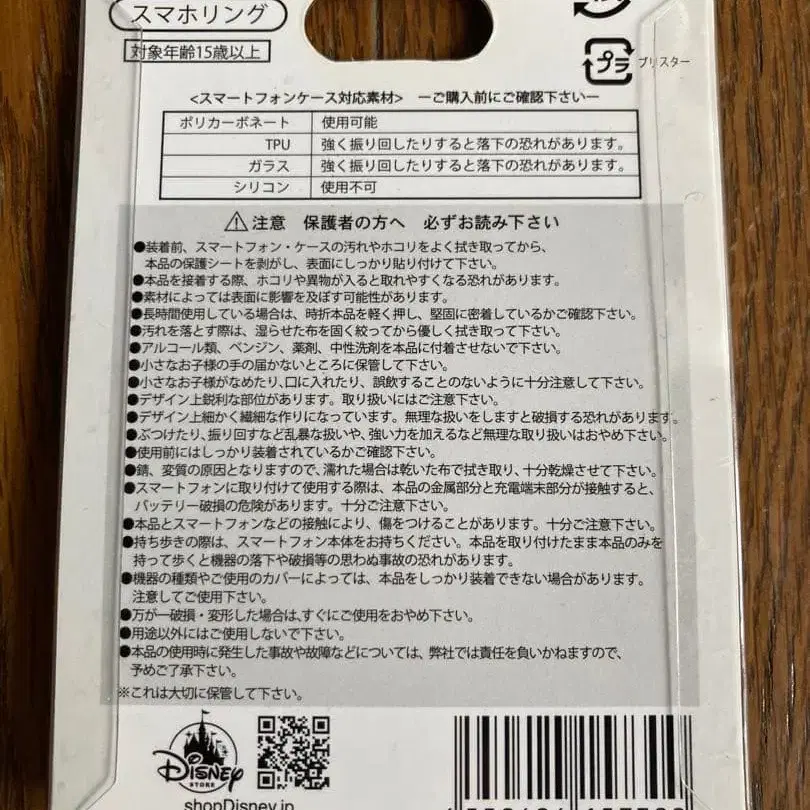 スマホリング
対象年齢15歳以上
プラ
ブリスター
<スマートフォンケース対応素材> ーご購入前にご確認下さいー
ポリカーボネート 使用可能
TPU 強く振り回したりすると落下の恐れがあります。
ガラス 強く振り回したりすると落下の恐れがあります。
シリコン 使用不可
⚠注意 保護者の方へ 必ずお読み下さい
●装着前、スマートフォン・ケースの汚れやホコリをよく拭き取ってから、
本品の保護シートを剥がし、表面にしっかり貼り付けて下さい。
●本品を接着する際、ホコリや異物が入ると取れやすくなる恐れがあります。
●素材によっては表面に影響を及ぼす可能性があります。
●長時間使用している場合は、時折本品を軽く押し、堅固に密着しているかご確認下さい。
●汚れを落とす際は、湿らせた布を固く絞ってから優しく拭き取って下さい。
●アルコール類、ベンジン、薬剤、中性洗剤を本品に付着させないで下さい。
●小さなお子様の手の届かないところに保管して下さい。
●小さなお子様がなめたり、口に入れたり、誤飲することのないように十分注意して下さい。
●デザイン上鋭利な部位があります。取り扱いにはご注意下さい。
●デザイン上細かく繊細な作りになっています。無理な扱いをしますと破損する恐れがあります。
●ぶつけたり、振り回すなど乱暴な扱いや、強い力を加えるなど無理な取り扱いはおやめ下さい。
●使用前にはしっかり装着されているかご確認下さい。
●錆、変質の原因となりますので、濡れた場合は乾いた布で拭き取り、十分乾燥させて下さい。
●スマートフォンに取り付けて使用する際は、本品の金属部分と充電端末部分が接触すると、
バッテリー破損の危険があります。十分ご注意下さい。
●本品とスマートフォンなどの接触により、傷をつけることがあります。十分ご注意下さい。
●持ち歩きの際は、スマートフォン本体をお持ちください。本品を取り付けたまま本品のみを
持って歩くと機器の落下や破損等の思わぬ事故の恐れがあります。
●機器の種類やご使用のカバーによっては、本品をしっかり装着できない場合があります。
注意してご使用下さい。
●万が一破損・変形した場合は、すぐにご使用をおやめ下さい。
●用途以外にはご使用しないで下さい。
●本品の使用時に発生した事故や故障などについては、弊社では責任を負いかねますので、
予めご了承下さい。
※これは大切に保管して下さい。
Disney
STORE
shopDisney.jp